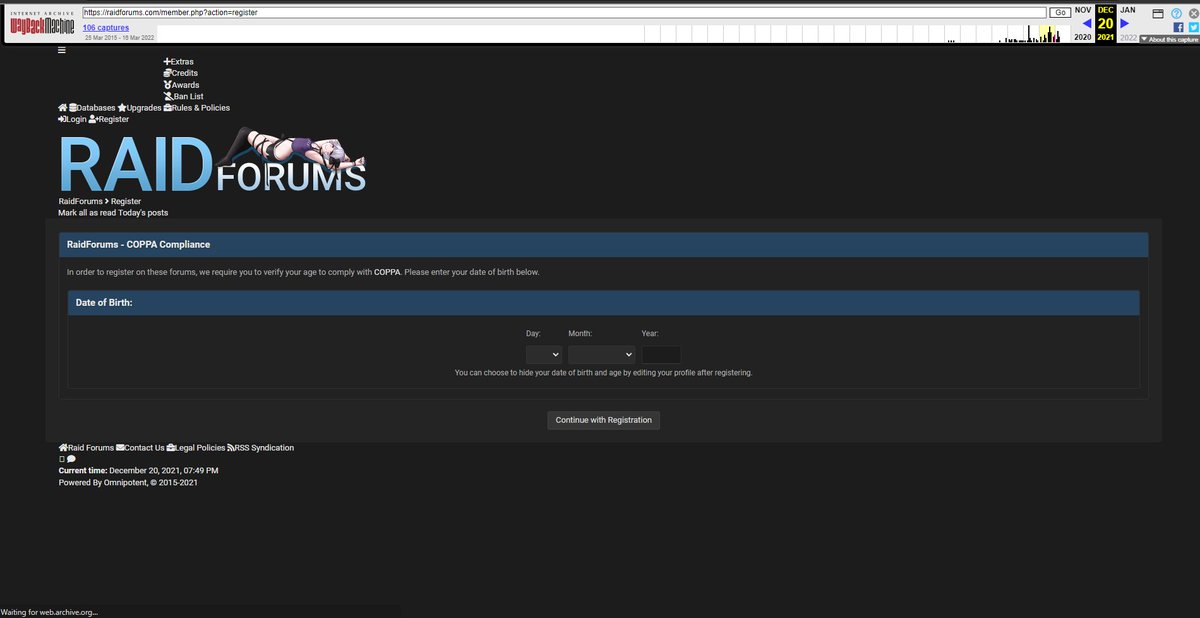 INTERNET ARCHIVE
WayBackMachine
https://raidforums.com/member.php?action=register
Go
NOV DEC JAN
106 captures
20
25 Mar 2015 - 16 Mar 2022
2020 2021 2022
About this capture
Extras
Credits
Awards
Ban List
Databases Upgrades Rules & Policies
Login Register
RAID FORUMS
RaidForums > Register
Mark all as read Today's posts
RaidForums - COPPA Compliance
In order to register on these forums, we require you to verify your age to comply with COPPA. Please enter your date of birth below.
Date of Birth:
Day: Month: Year:
You can choose to hide your date of birth and age by editing your profile after registering.
Continue with Registration
Raid Forums Contact Us Legal Policies RSS Syndication
Current time: December 20, 2021, 07:49 PM
Powered By Omnipotent, © 2015-2021
Waiting for web.archive.org...